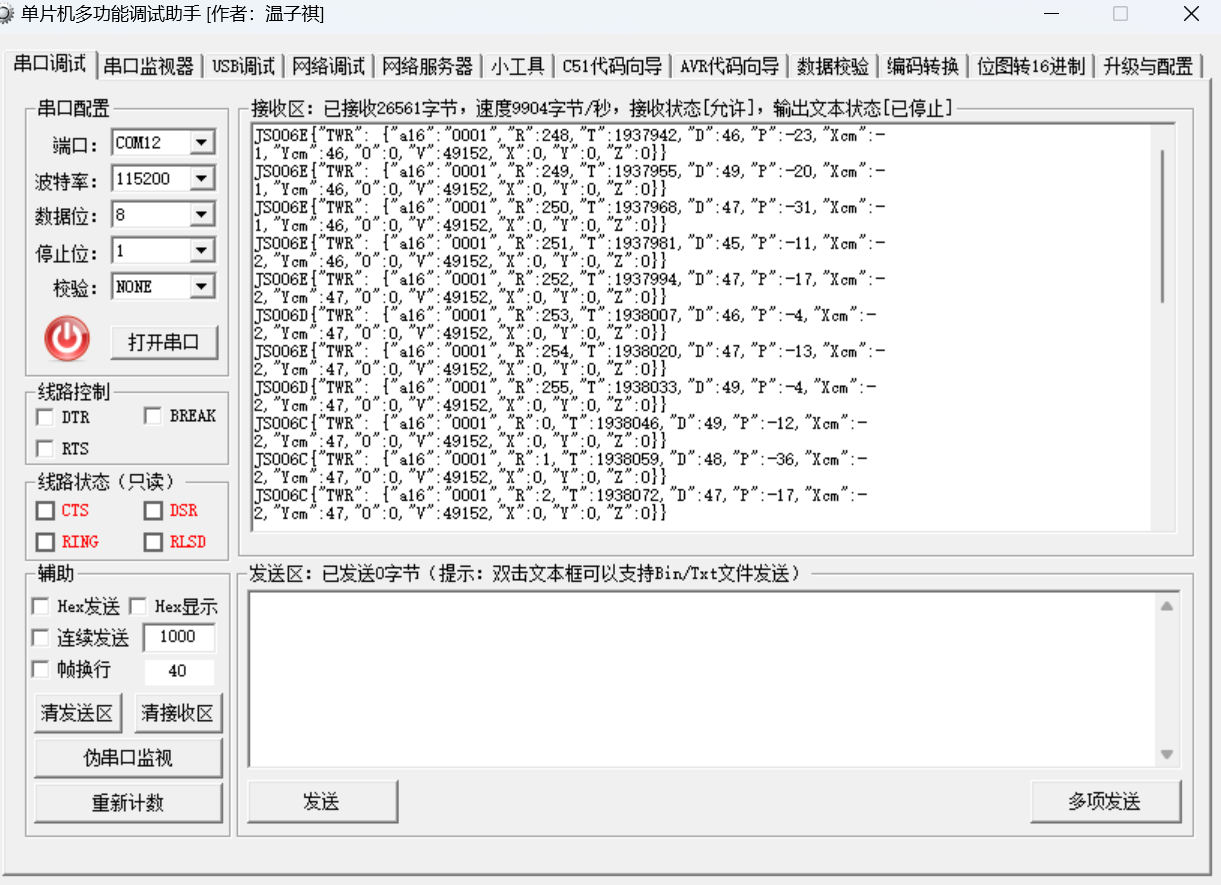 单片机多功能调试助手 [作者：温子祺]
串口调试 串口监视器 USB调试 网络调试 网络服务器 小工具 C51代码向导 AVR代码向导 数据校验 编码转换 位图转16进制 升级与配置
串口配置
端口： COM12
波特率： 115200
数据位： 8
停止位： 1
校验： NONE
打开串口
线路控制
DTR BREAK
RTS
线路状态（只读）
CTS DSR
RING RLSD
辅助
Hex发送 Hex显示
连续发送 1000
帧换行 40
清发送区 清接收区
伪串口监视
重新计数
接收区：已接收26561字节，速度9904字节/秒，接收状态[允许]，输出文本状态[已停止]
JS006E{"TWR": {"a16":"0001","R":248,"T":1937942,"D":46,"P":-23,"Xcm":-
1,"Ycm":46,"O":0,"V":49152,"X":0,"Y":0,"Z":0}}
JS006E{"TWR": {"a16":"0001","R":249,"T":1937955,"D":49,"P":-20,"Xcm":-
1,"Ycm":46,"O":0,"V":49152,"X":0,"Y":0,"Z":0}}
JS006E{"TWR": {"a16":"0001","R":250,"T":1937968,"D":47,"P":-31,"Xcm":-
1,"Ycm":46,"O":0,"V":49152,"X":0,"Y":0,"Z":0}}
JS006E{"TWR": {"a16":"0001","R":251,"T":1937981,"D":45,"P":-11,"Xcm":-
2,"Ycm":46,"O":0,"V":49152,"X":0,"Y":0,"Z":0}}
JS006E{"TWR": {"a16":"0001","R":252,"T":1937994,"D":47,"P":-17,"Xcm":-
2,"Ycm":47,"O":0,"V":49152,"X":0,"Y":0,"Z":0}}
JS006D{"TWR": {"a16":"0001","R":253,"T":1938007,"D":46,"P":-4,"Xcm":-
2,"Ycm":47,"O":0,"V":49152,"X":0,"Y":0,"Z":0}}
JS006E{"TWR": {"a16":"0001","R":254,"T":1938020,"D":47,"P":-13,"Xcm":-
2,"Ycm":47,"O":0,"V":49152,"X":0,"Y":0,"Z":0}}
JS006D{"TWR": {"a16":"0001","R":255,"T":1938033,"D":49,"P":-4,"Xcm":-
2,"Ycm":47,"O":0,"V":49152,"X":0,"Y":0,"Z":0}}
JS006C{"TWR": {"a16":"0001","R":0,"T":1938046,"D":49,"P":-12,"Xcm":-
2,"Ycm":47,"O":0,"V":49152,"X":0,"Y":0,"Z":0}}
JS006C{"TWR": {"a16":"0001","R":1,"T":1938059,"D":48,"P":-36,"Xcm":-
2,"Ycm":47,"O":0,"V":49152,"X":0,"Y":0,"Z":0}}
JS006C{"TWR": {"a16":"0001","R":2,"T":1938072,"D":47,"P":-17,"Xcm":-
2,"Ycm":47,"O":0,"V":49152,"X":0,"Y":0,"Z":0}}
发送区：已发送0字节（提示：双击文本框可以支持Bin/Txt文件发送）
发送 多项发送